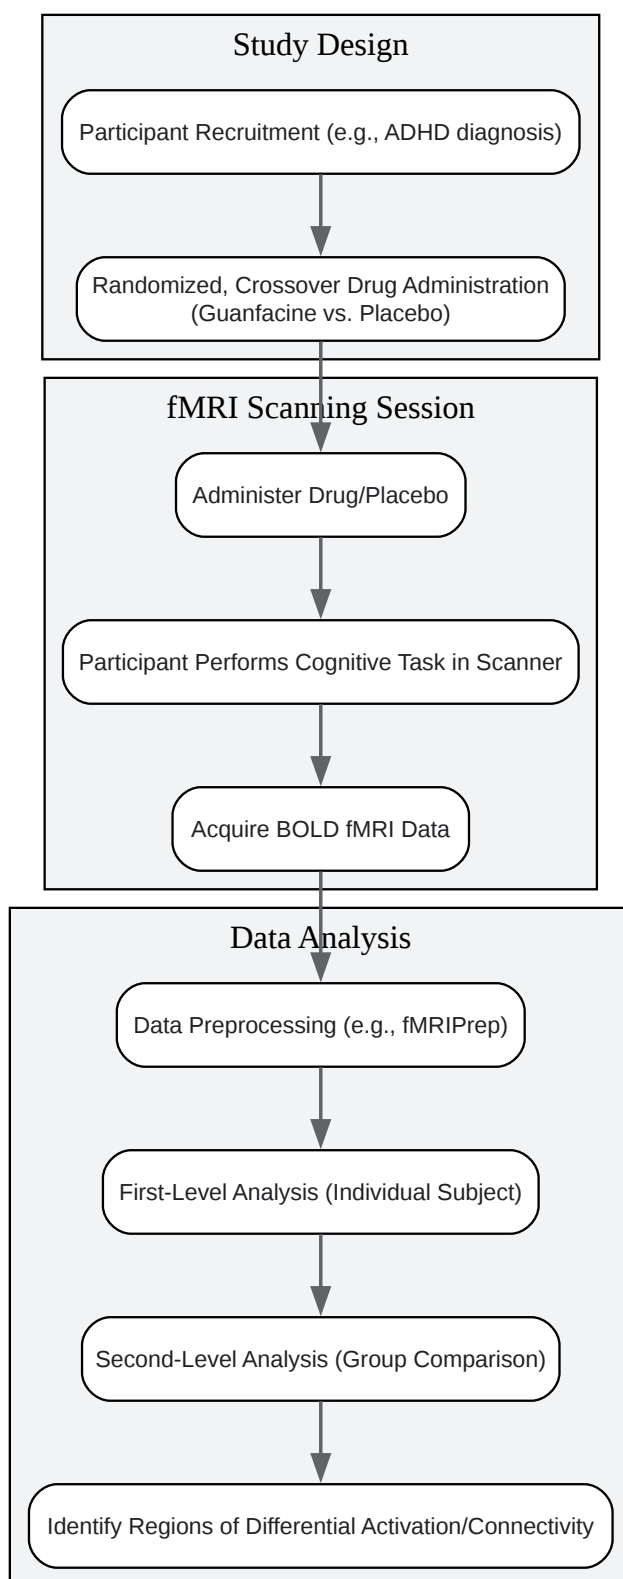 Study Design
Participant Recruitment (e.g., ADHD diagnosis)
Randomized, Crossover Drug Administration
(Guanfacine vs. Placebo)
fMRI Scanning Session
Administer Drug/Placebo
Participant Performs Cognitive Task in Scanner
Acquire BOLD fMRI Data
Data Analysis
Data Preprocessing (e.g., fMRIPrep)
First-Level Analysis (Individual Subject)
Second-Level Analysis (Group Comparison)
Identify Regions of Differential Activation/Connectivity